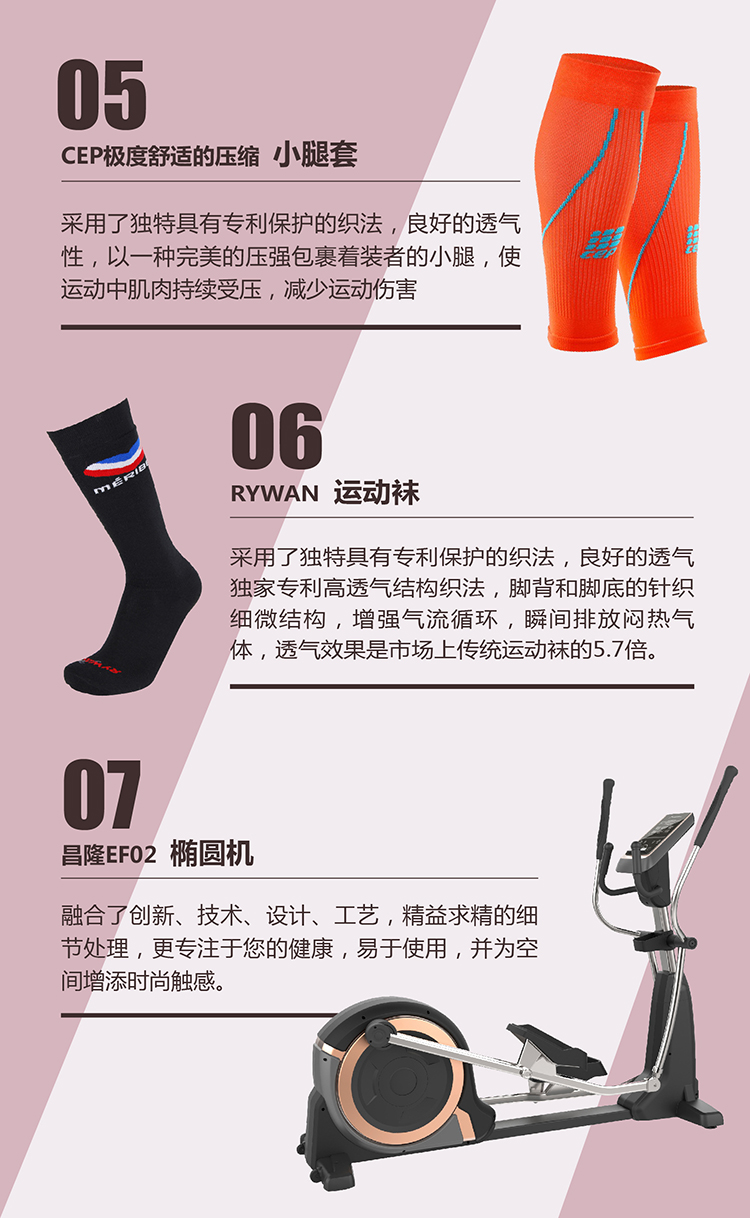 05
CEP极度舒适的压缩 小腿套
采用了独特具有专利保护的织法，良好的透气
性，以一种完美的压强包裹着装者的小腿，使
运动中肌肉持续受压，减少运动伤害
cep
06
RYWAN 运动袜
采用了独特具有专利保护的织法，良好的透气
独家专利高透气结构织法，脚背和脚底的针织
细微结构，增强气流循环，瞬间排放闷热气
体，透气效果是市场上传统运动袜的5.7倍。
MÉRIB
07
昌隆EF02 椭圆机
融合了创新、技术、设计、工艺，精益求精的细
节处理，更专注于您的健康，易于使用，并为空
间增添时尚触感。